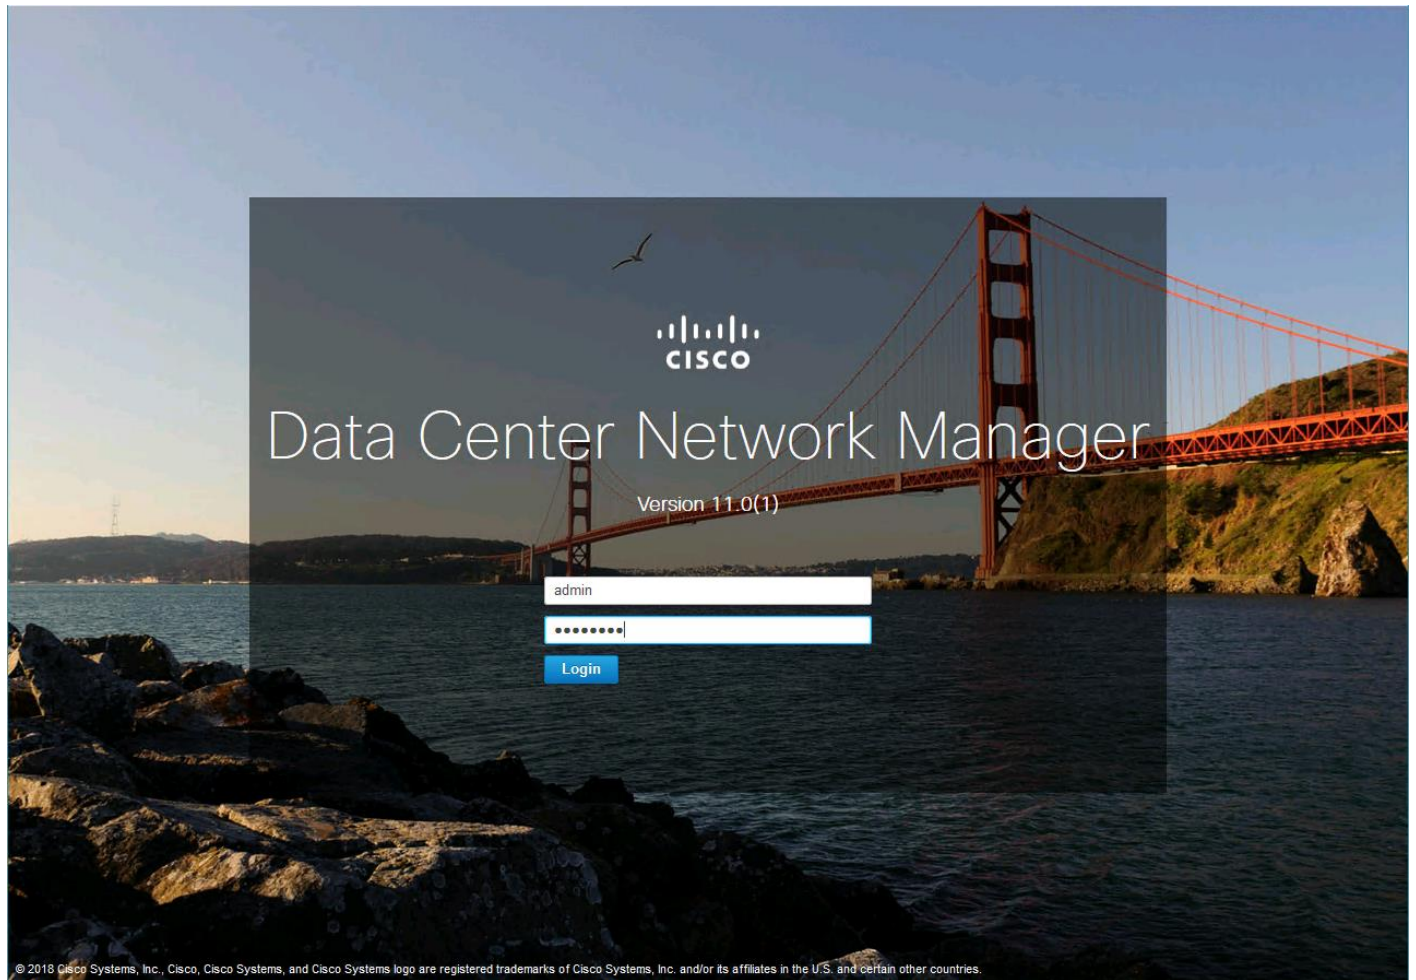 CISCO
Data Center Network Manager
Version 11.0(1)
admin
••••••••
Login
© 2018 Cisco Systems, Inc., Cisco, Cisco Systems, and Cisco Systems logo are registered trademarks of Cisco Systems, Inc. and/or its affiliates in the U.S. and certain other countries.